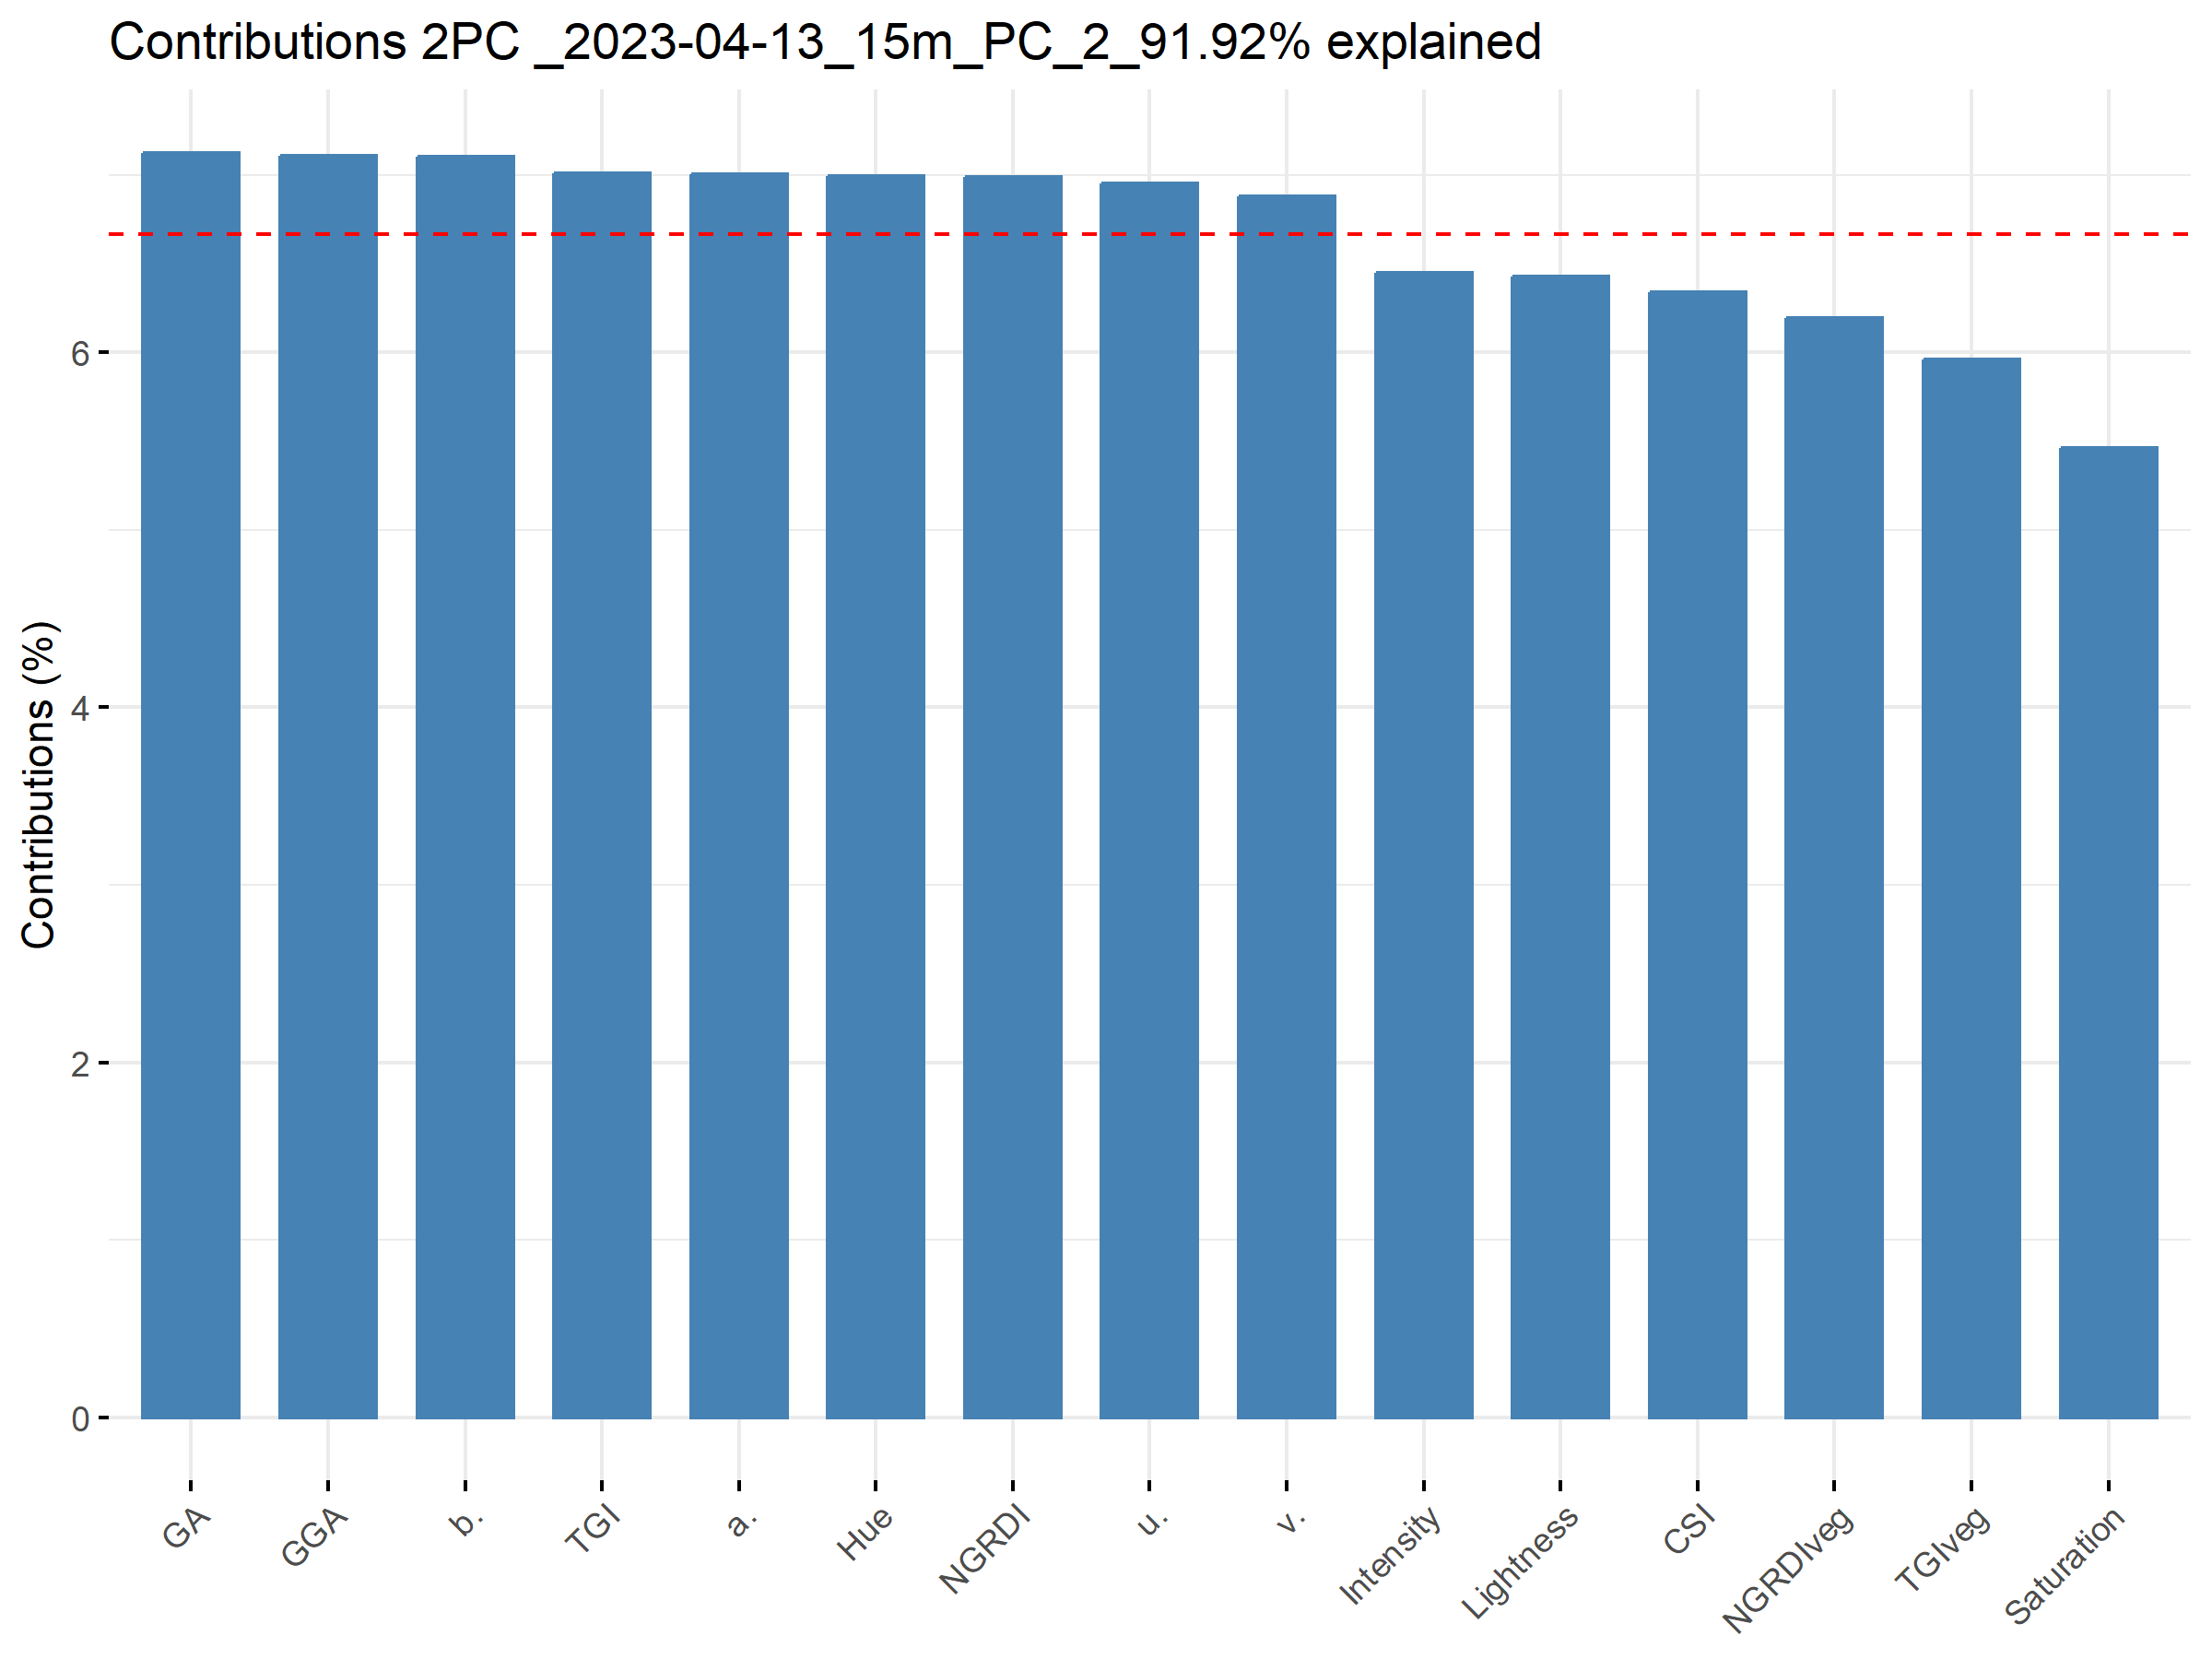 Contributions 2PC _2023-04-13_15m_PC_2_91.92% explained
Contributions (%)
6
4
2
0
GA
GGA
b.
TGI
a.
Hue
NGRDI
u.
v.
Intensity
Lightness
CSI
NGRDIveg
TGIveg
Saturation